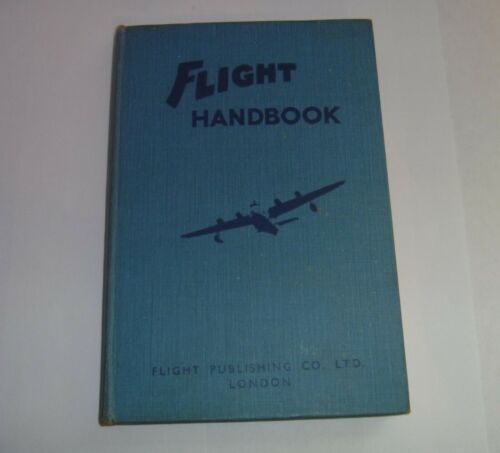 FLIGHT
HANDBOOK
FLIGHT PUBLISHING CO. LTD.
LONDON